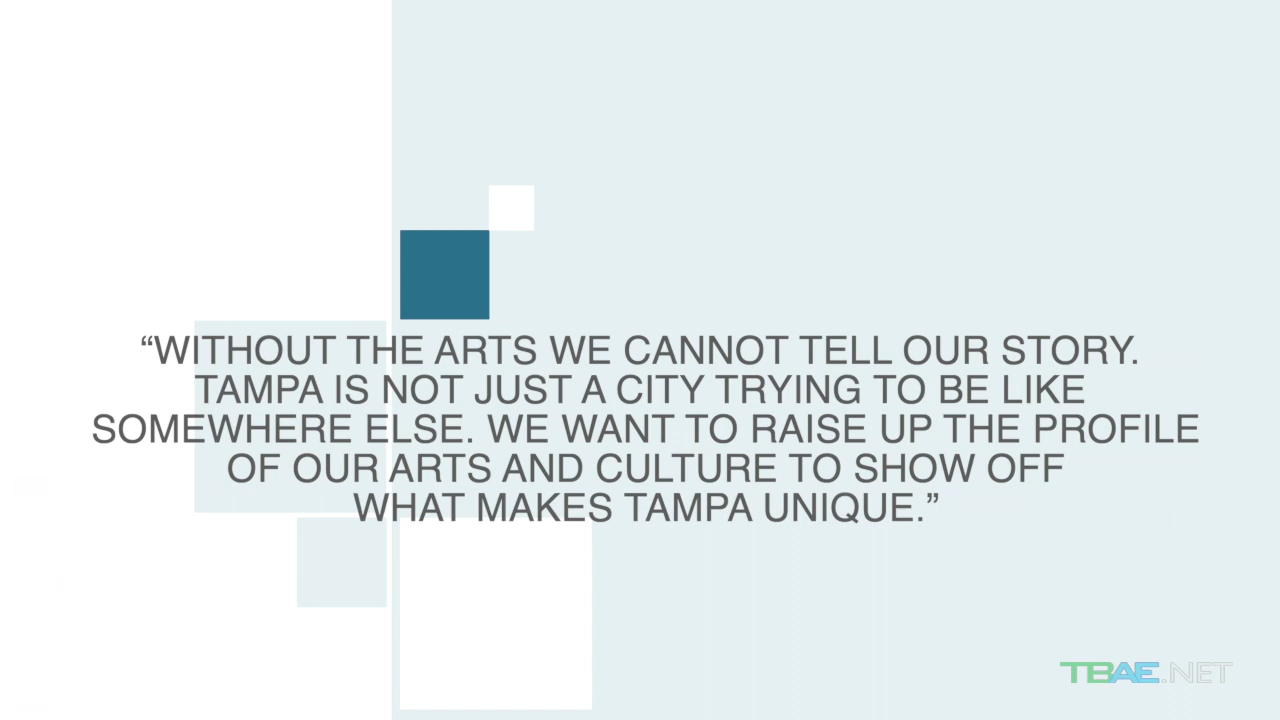 “WITHOUT THE ARTS WE CANNOT TELL OUR STORY.
TAMPA IS NOT JUST A CITY TRYING TO BE LIKE
SOMEWHERE ELSE. WE WANT TO RAISE UP THE PROFILE
OF OUR ARTS AND CULTURE TO SHOW OFF
WHAT MAKES TAMPA UNIQUE.”
TBAE.NET